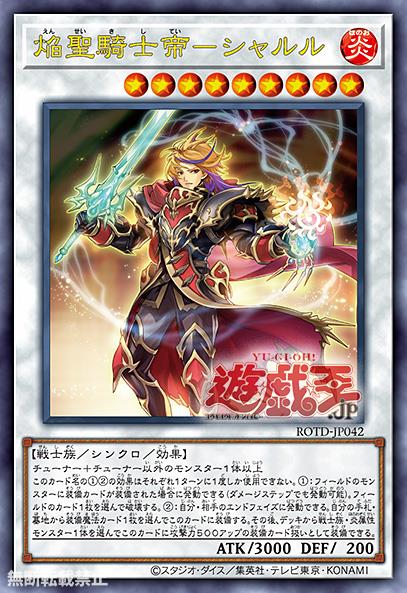 えん せい き し てい
焔聖騎士帝－シャルル
ほのお
炎
YU-GI-OH!
遊戯王
.jp
ROTD-JP042
【戦士族／シンクロ／効果】
チューナー＋チューナー以外のモンスター1体以上
このカード名の①②の効果はそれぞれ1ターンに1度しか使用できない。①：フィールドのモ
ンスターに装備カードが装備された場合に発動できる（ダメージステップでも発動可能）。フィー
ルドのカード1枚を選んで破壊する。②：自分・相手のエンドフェイズに発動できる。自分の手札・
墓地から装備魔法カード1枚を選んでこのカードに装備する。その後、デッキから戦士族・炎属性
モンスター1体を選んでこのカードに攻撃力500アップの装備カード扱いとして装備できる。
ATK/3000 DEF/ 200
無断転載禁止
©スタジオ・ダイス／集英社・テレビ東京・KONAMI